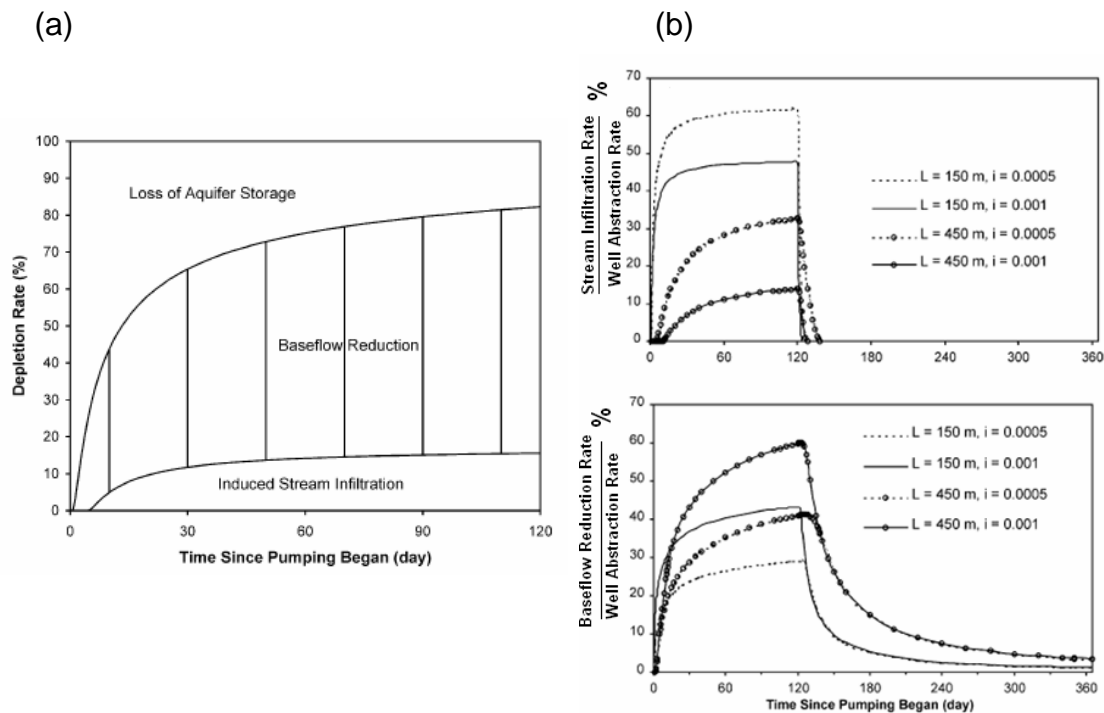 (a)
100
90
80
70
60
50
40
30
20
10
0
Depletion Rate (%)
Loss of Aquifer Storage
Baseflow Reduction
Induced Stream Infiltration
0 30 60 90 120
Time Since Pumping Began (day)
(b)
70
60
50
40
30
20
10
0
Stream Infiltration Rate
Well Abstraction Rate
%
L = 150 m, i = 0.0005
L = 150 m, i = 0.001
L = 450 m, i = 0.0005
L = 450 m, i = 0.001
0 60 120 180 240 300 360
70
60
50
40
30
20
10
0
Baseflow Reduction Rate
Well Abstraction Rate
%
L = 150 m, i = 0.0005
L = 150 m, i = 0.001
L = 450 m, i = 0.0005
L = 450 m, i = 0.001
0 60 120 180 240 300 360
Time Since Pumping Began (day)